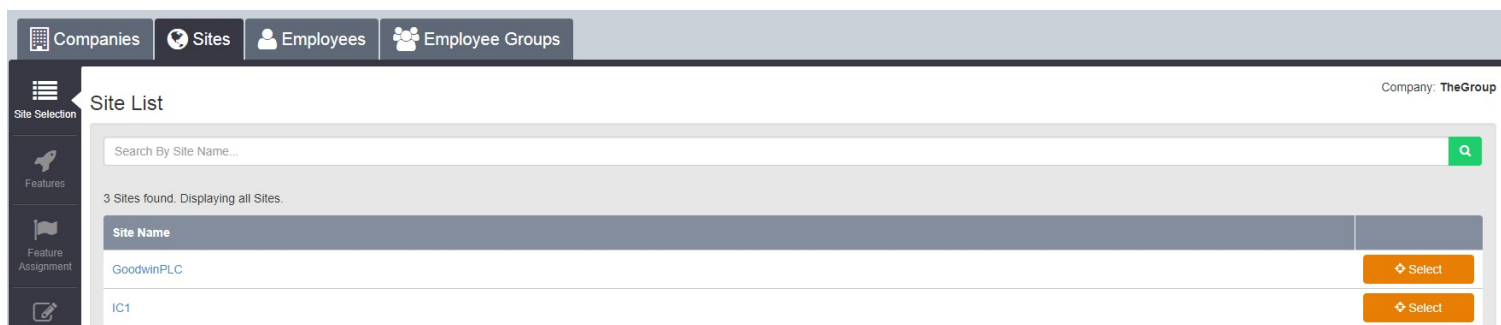 Companies Sites Employees Employee Groups
Company: TheGroup
Site Selection
Site List
Search By Site Name...
Features
3 Sites found. Displaying all Sites.
Site Name
Feature
Assignment
GoodwinPLC Select
IC1 Select